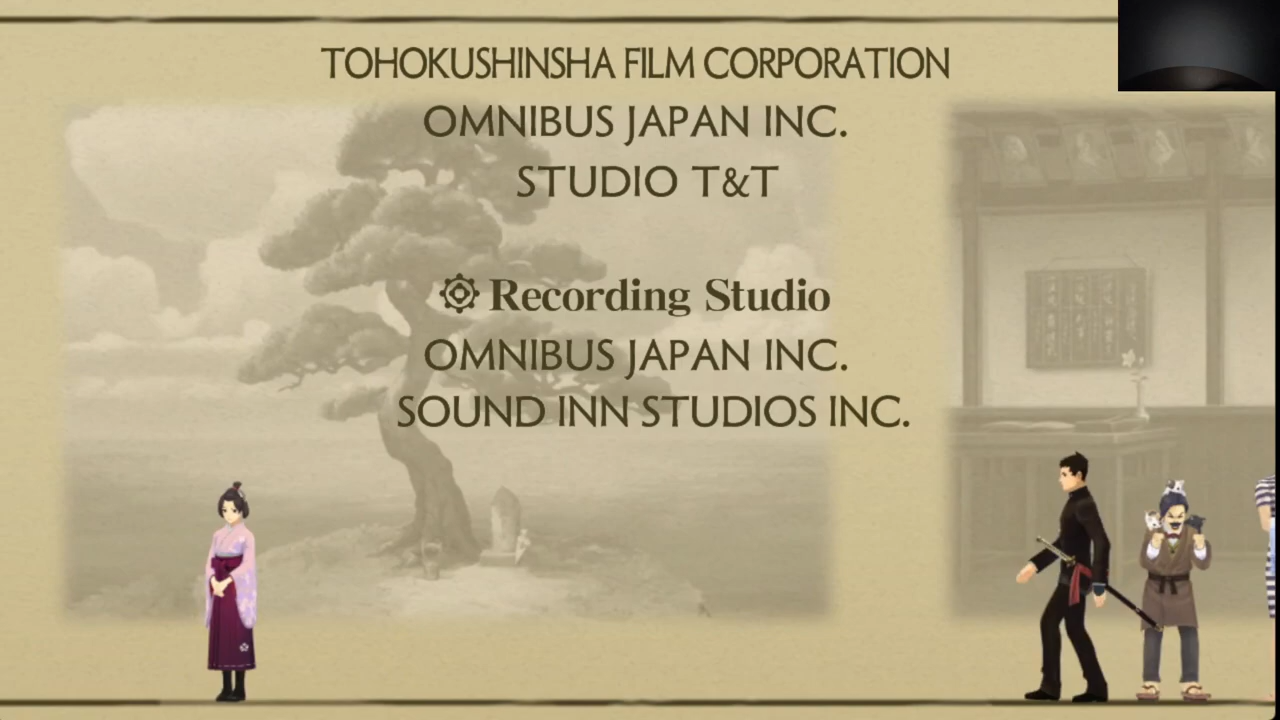 TOHOKUSHINSHA FILM CORPORATION
OMNIBUS JAPAN INC.
STUDIO T&T
Recording Studio
OMNIBUS JAPAN INC.
SOUND INN STUDIOS INC.